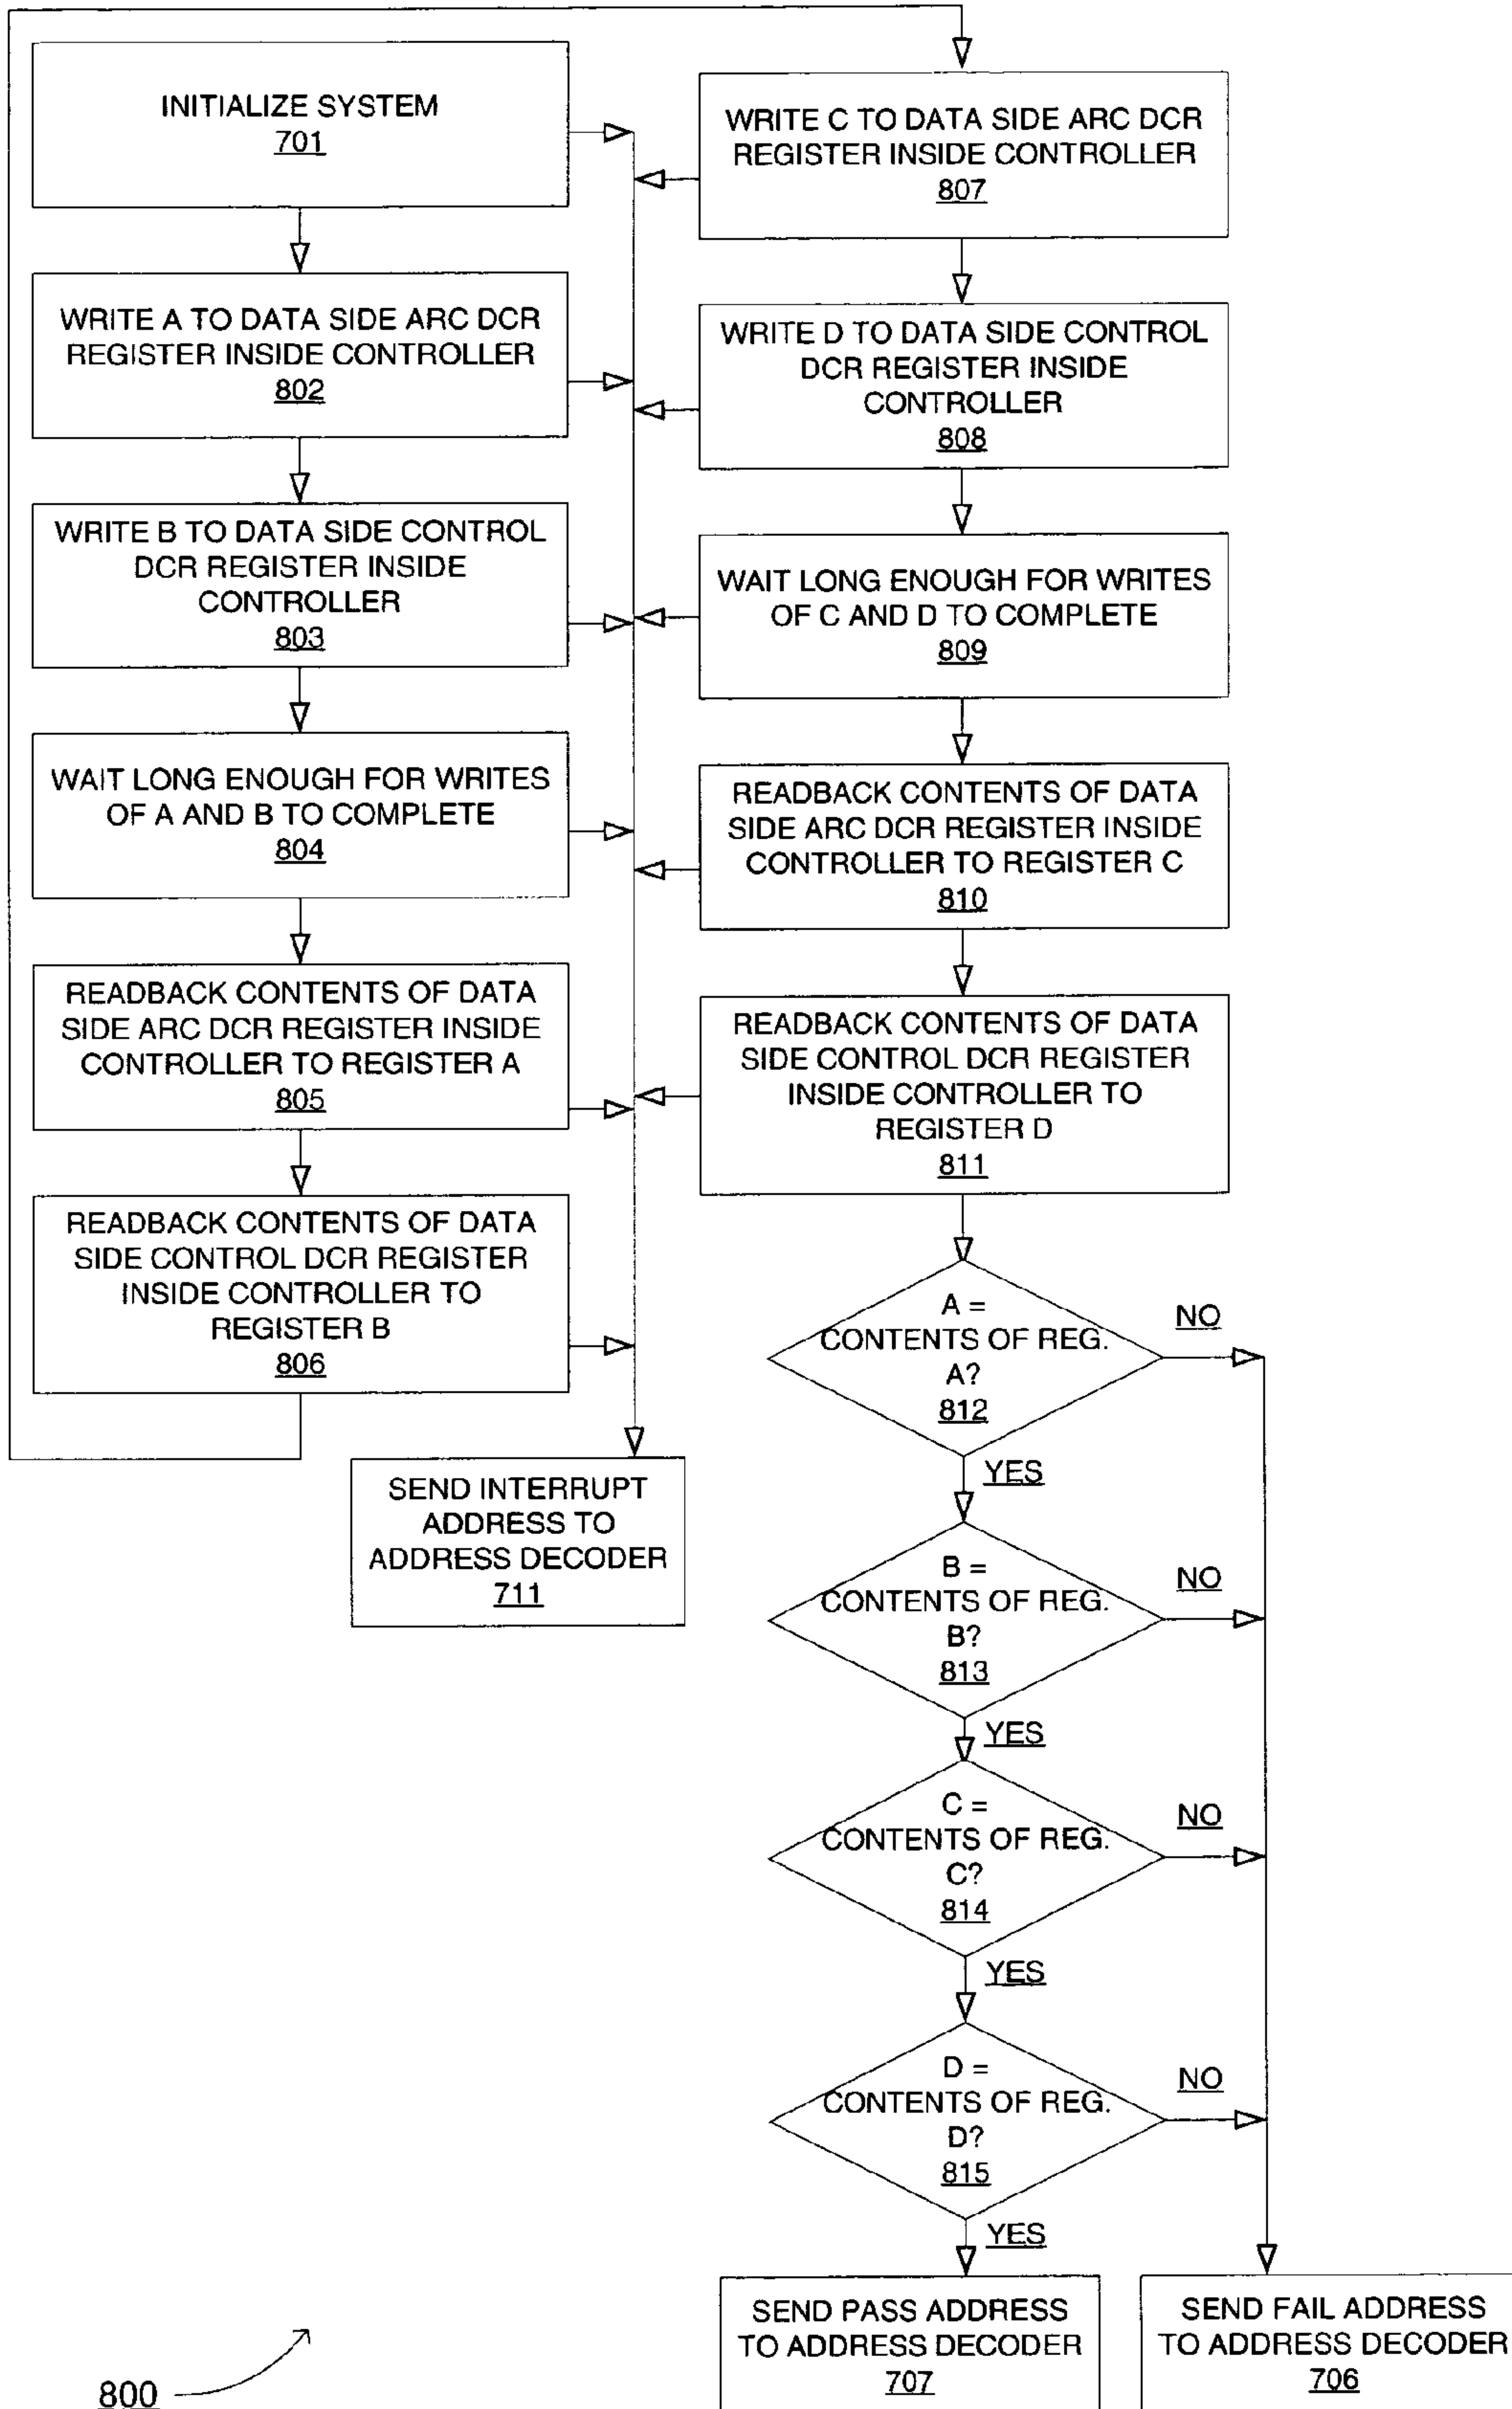 INITIALIZE SYSTEM
701
WRITE A TO DATA SIDE ARC DCR
REGISTER INSIDE CONTROLLER
802
WRITE B TO DATA SIDE CONTROL
DCR REGISTER INSIDE
CONTROLLER
803
WAIT LONG ENOUGH FOR WRITES
OF A AND B TO COMPLETE
804
READBACK CONTENTS OF DATA
SIDE ARC DCR REGISTER INSIDE
CONTROLLER TO REGISTER A
805
READBACK CONTENTS OF DATA
SIDE CONTROL DCR REGISTER
INSIDE CONTROLLER TO
REGISTER B
806
SEND INTERRUPT
ADDRESS TO
ADDRESS DECODER
711
WRITE C TO DATA SIDE ARC DCR
REGISTER INSIDE CONTROLLER
807
WRITE D TO DATA SIDE CONTROL
DCR REGISTER INSIDE
CONTROLLER
808
WAIT LONG ENOUGH FOR WRITES
OF C AND D TO COMPLETE
809
READBACK CONTENTS OF DATA
SIDE ARC DCR REGISTER INSIDE
CONTROLLER TO REGISTER C
810
READBACK CONTENTS OF DATA
SIDE CONTROL DCR REGISTER
INSIDE CONTROLLER TO
REGISTER D
811
A =
CONTENTS OF REG.
A?
812
NO
YES
B =
CONTENTS OF REG.
B?
813
NO
YES
C =
CONTENTS OF REG.
C?
814
NO
YES
D =
CONTENTS OF REG.
D?
815
NO
YES
SEND PASS ADDRESS
TO ADDRESS DECODER
707
SEND FAIL ADDRESS
TO ADDRESS DECODER
706
800